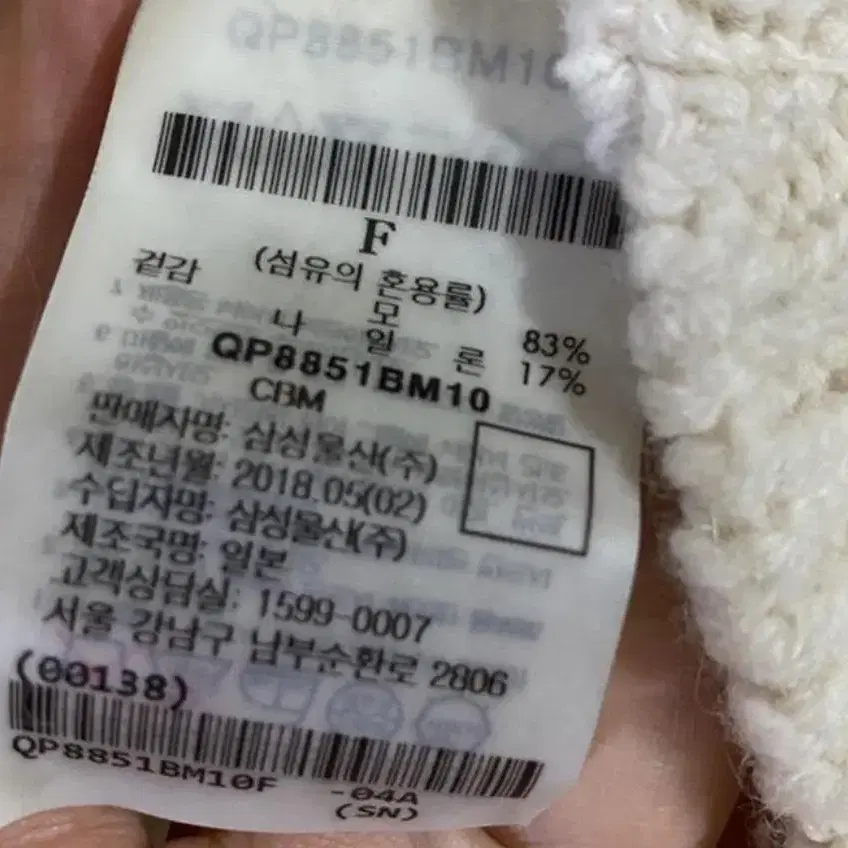 QP8851BM10
F
겉감 (섬유의 혼용률)
모 83%
나 일 론 17%
QP8851BM10
CBM
판매자명: 삼성물산(주)
제조년월: 2018.05(02)
수입자명: 삼성물산(주)
제조국명: 일본
고객상담실: 1599-0007
서울 강남구 남부순환로 2806
(00138)
QP8851BM10F -04A
(SN)